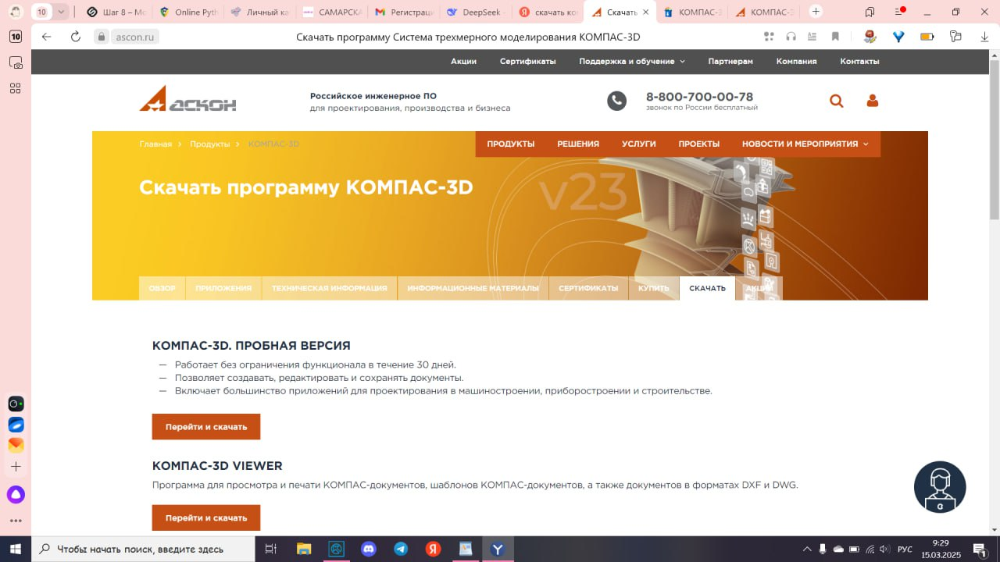 10
Шаг 8 – Мо
Online Pyth
САМАРСКА
Регистраци
DeepSeek -
скачать ко
Скачать
КОМПАС-3
КОМПАС-3
10
ascon.ru
Скачать программу Система трехмерного моделирования КОМПАС-3D
Акции
Сертификаты
Поддержка и обучение
Партнерам
Компания
Контакты
АСКОН
Российское инженерное ПО
для проектирования, производства и бизнеса
8-800-700-00-78
звонок по России бесплатный
Главная
Продукты
КОМПАС-3D
ПРОДУКТЫ
РЕШЕНИЯ
УСЛУГИ
ПРОЕКТЫ
НОВОСТИ И МЕРОПРИЯТИЯ
Скачать программу КОМПАС-3D
v23
ОБЗОР
ПРИЛОЖЕНИЯ
ТЕХНИЧЕСКАЯ ИНФОРМАЦИЯ
ИНФОРМАЦИОННЫЕ МАТЕРИАЛЫ
СЕРТИФИКАТЫ
КУПИТЬ
СКАЧАТЬ
АКЦИИ
КОМПАС-3D. ПРОБНАЯ ВЕРСИЯ
— Работает без ограничения функционала в течение 30 дней.
— Позволяет создавать, редактировать и сохранять документы.
— Включает большинство приложений для проектирования в машиностроении, приборостроении и строительстве.
Перейти и скачать
КОМПАС-3D VIEWER
Программа для просмотра и печати КОМПАС-документов, шаблонов КОМПАС-документов, а также документов в форматах DXF и DWG.
Перейти и скачать
Чтобы начать поиск, введите здесь
РУС
9:29
15.03.2025
1